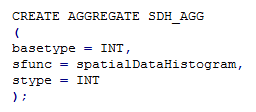 CREATE AGGREGATE SDH_AGG
(
basetype = INT,
sfunc = spatialDataHistogram,
stype = INT
);